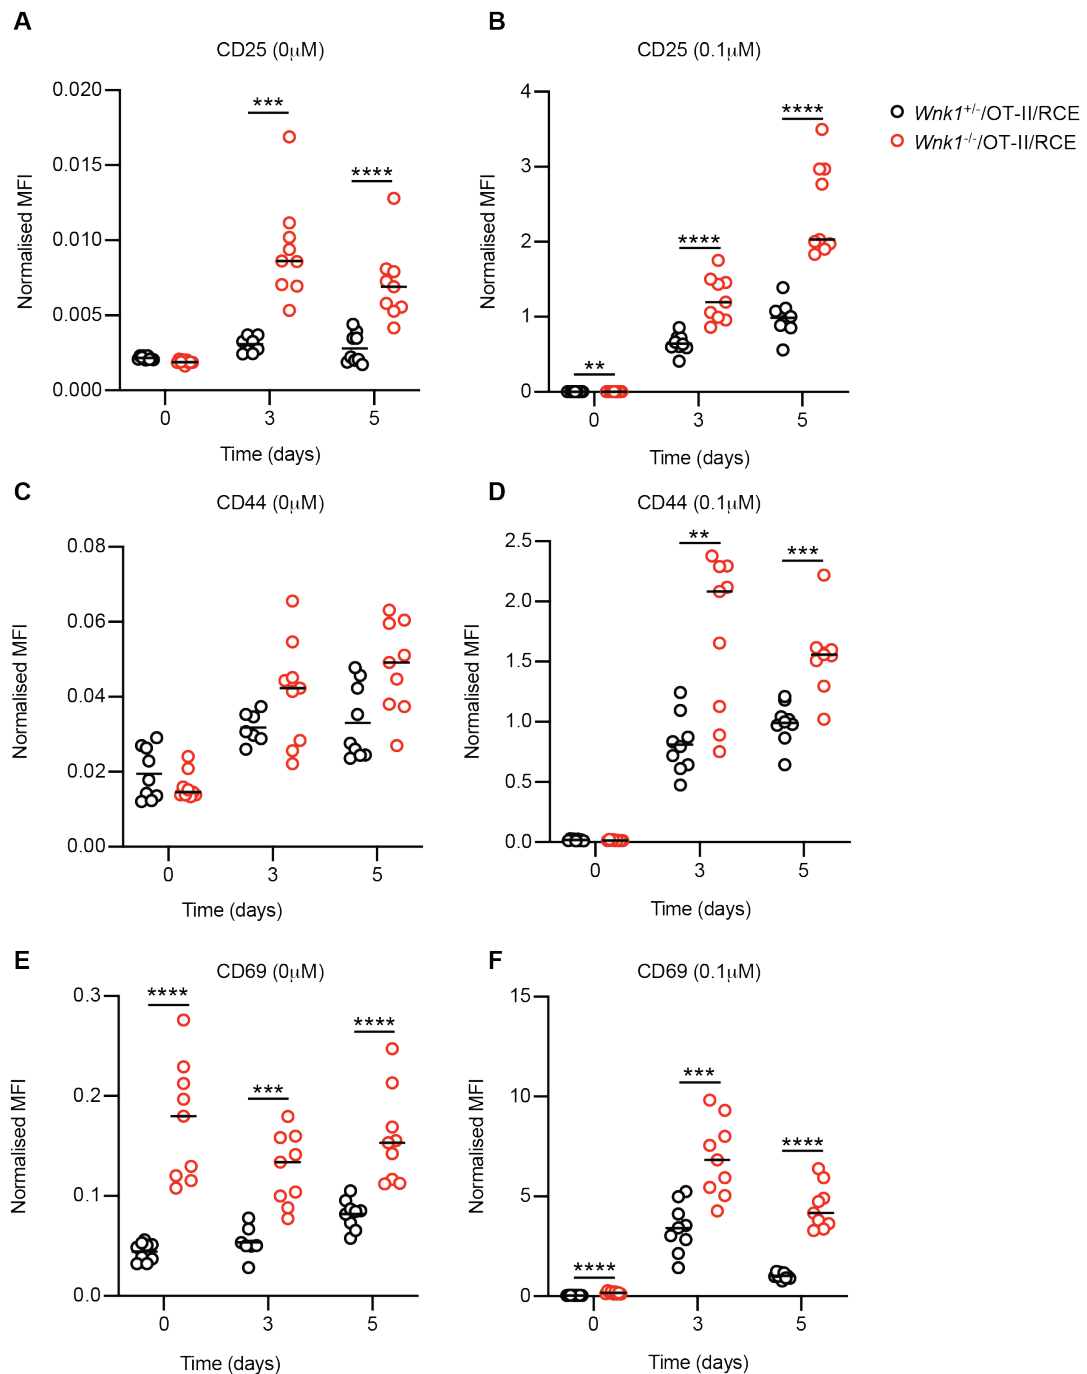 A
CD25 (0µM)
Normalised MFI
0.020
0.015
0.010
0.005
0.000
***
****
0
3
5
Time (days)
B
CD25 (0.1µM)
Normalised MFI
4
3
2
1
0
**
****
****
0
3
5
Time (days)
Wnk1+/-/OT-II/RCE
Wnk1-/-/OT-II/RCE
C
CD44 (0µM)
Normalised MFI
0.08
0.06
0.04
0.02
0.00
0
3
5
Time (days)
D
CD44 (0.1µM)
Normalised MFI
2.5
2.0
1.5
1.0
0.5
0.0
**
***
0
3
5
Time (days)
E
CD69 (0µM)
Normalised MFI
0.3
0.2
0.1
0.0
****
***
****
0
3
5
Time (days)
F
CD69 (0.1µM)
Normalised MFI
15
10
5
0
****
***
****
0
3
5
Time (days)